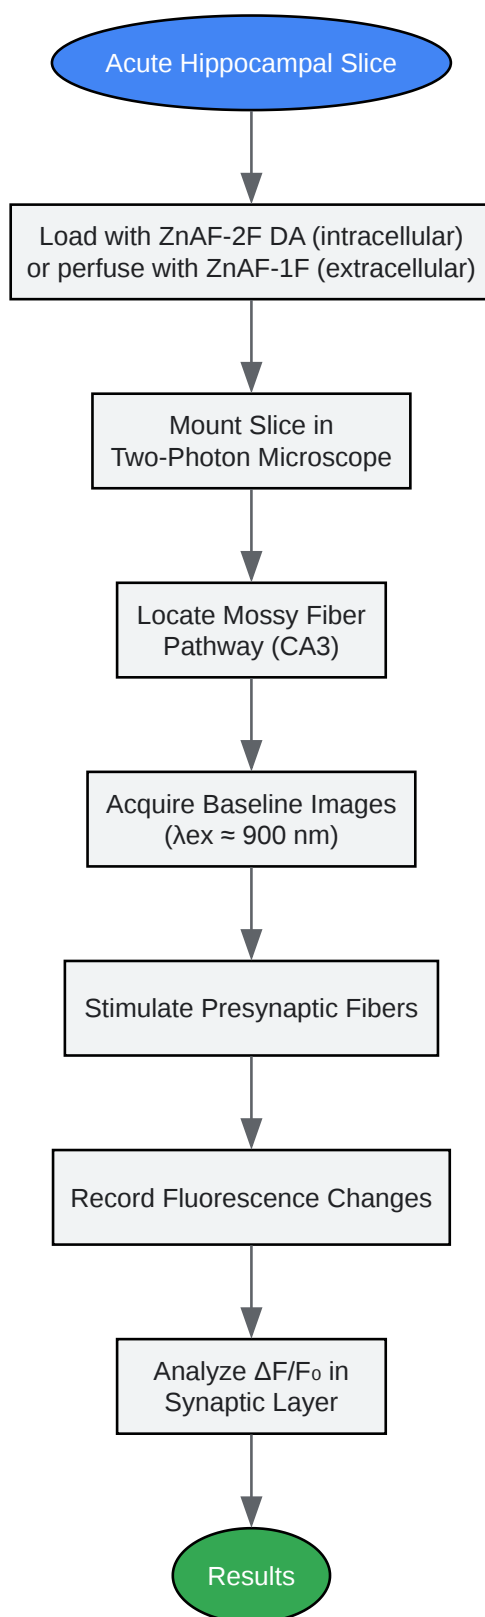 Acute Hippocampal Slice
Load with ZnAF-2F DA (intracellular)
or perfuse with ZnAF-1F (extracellular)
Mount Slice in
Two-Photon Microscope
Locate Mossy Fiber
Pathway (CA3)
Acquire Baseline Images
(λex ≈ 900 nm)
Stimulate Presynaptic Fibers
Record Fluorescence Changes
Analyze ΔF/F₀ in
Synaptic Layer
Results